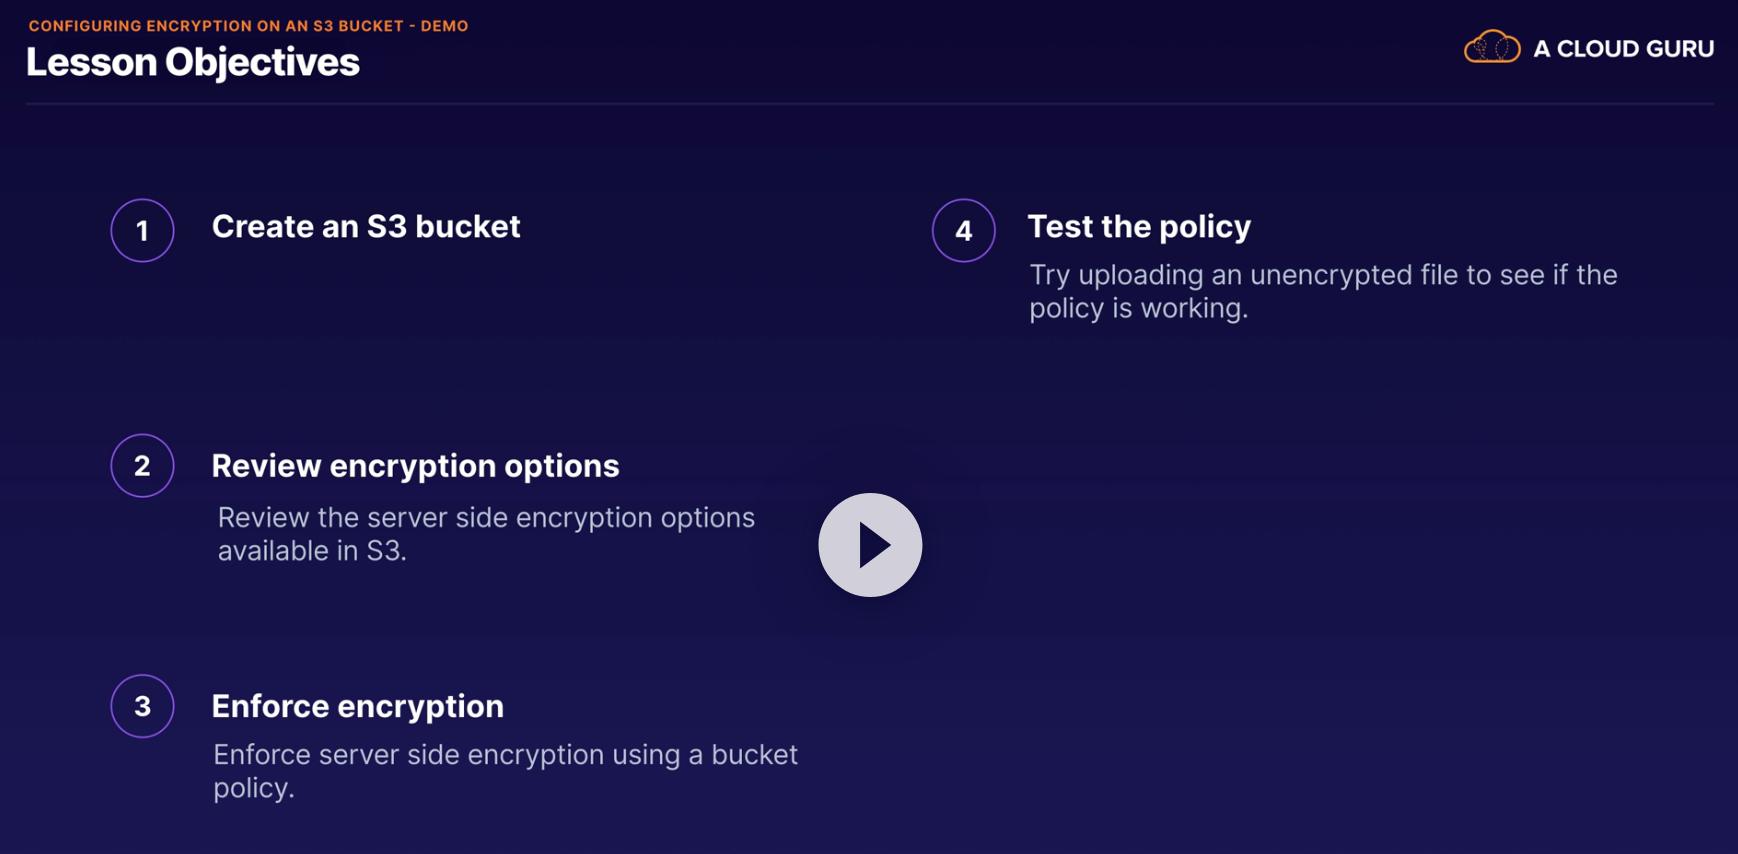 CONFIGURING ENCRYPTION ON AN S3 BUCKET - DEMO
Lesson Objectives
A CLOUD GURU
1
Create an S3 bucket
2
Review encryption options
Review the server side encryption options
available in S3.
3
Enforce encryption
Enforce server side encryption using a bucket
policy.
4
Test the policy
Try uploading an unencrypted file to see if the
policy is working.